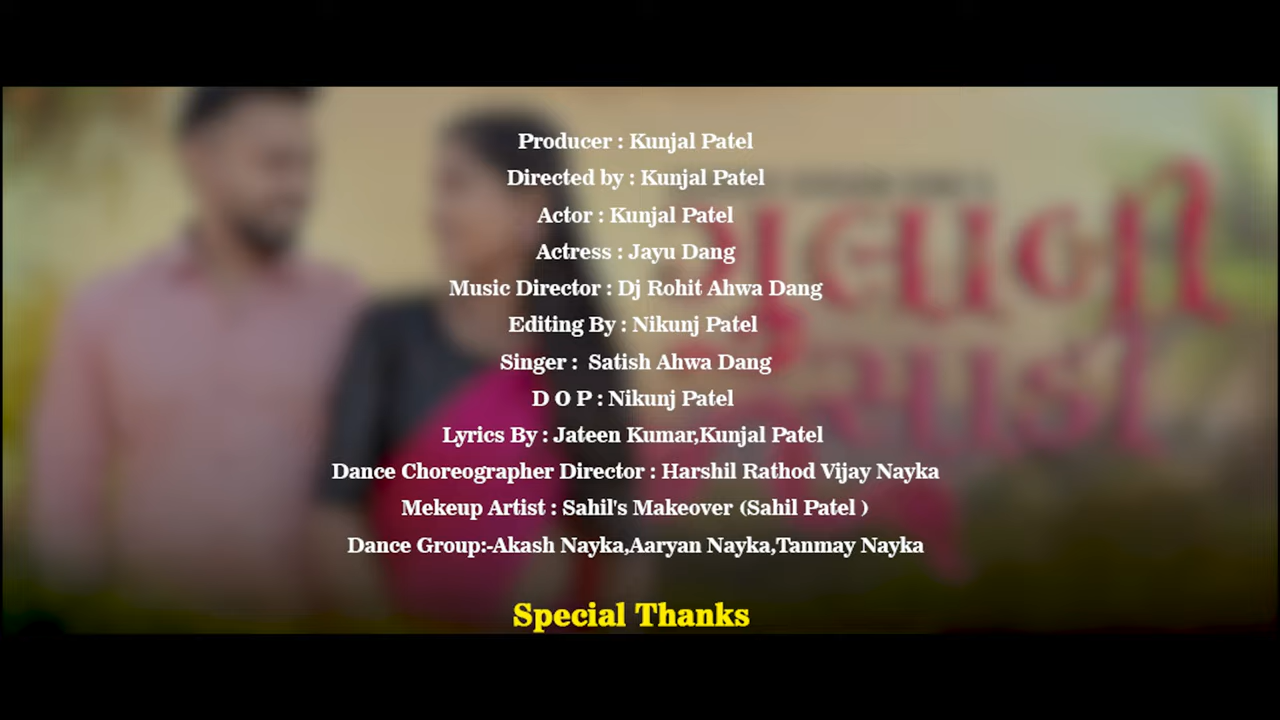 Producer : Kunjal Patel
Directed by : Kunjal Patel
Actor : Kunjal Patel
Actress : Jayu Dang
Music Director : Dj Rohit Ahwa Dang
Editing By : Nikunj Patel
Singer : Satish Ahwa Dang
D O P : Nikunj Patel
Lyrics By : Jateen Kumar,Kunjal Patel
Dance Choreographer Director : Harshil Rathod Vijay Nayka
Mekeup Artist : Sahil's Makeover (Sahil Patel )
Dance Group:-Akash Nayka,Aaryan Nayka,Tanmay Nayka
Special Thanks
ગુલાબી
સાડી